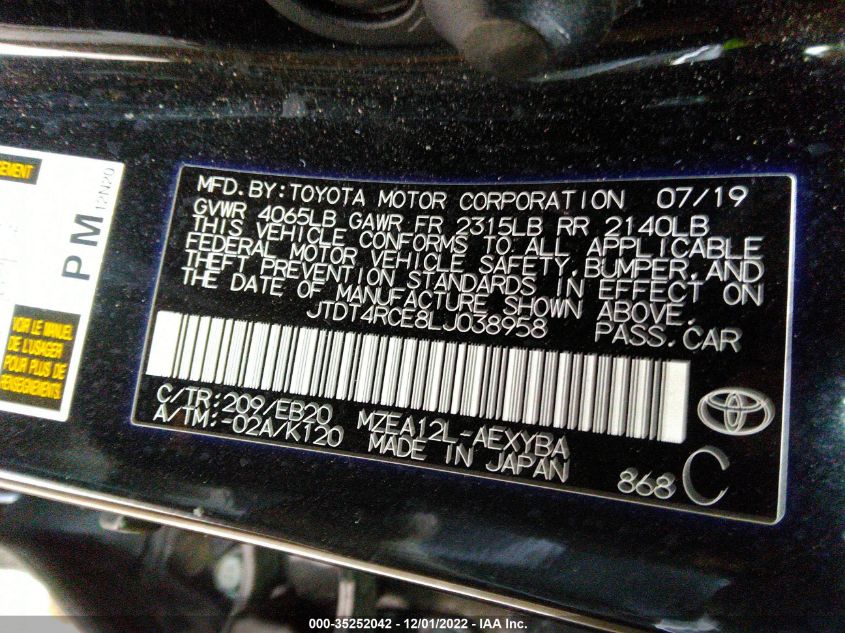 GEMENT
12N20
PM
VOIR LE MANUEL
DE L'USAGER
POUR PLUS DE
RENSEIGNEMENTS
MFD.BY:TOYOTA MOTOR CORPORATION 07/19
GVWR 4065LB GAWR FR 2315LB RR 2140LB
THIS VEHICLE CONFORMS TO ALL APPLICABLE
FEDERAL MOTOR VEHICLE SAFETY,BUMPER,AND
THEFT PREVENTION STANDARDS IN EFFECT ON
THE DATE OF MANUFACTURE SHOWN ABOVE.
JTDT4RCE8LJ038958 PASS.CAR
C/TR:209/EB20 MZEA12L-AEXYBA
A/TM:-02A/K120 MADE IN JAPAN
868 C
000-35252042 - 12/01/2022 - IAA Inc.